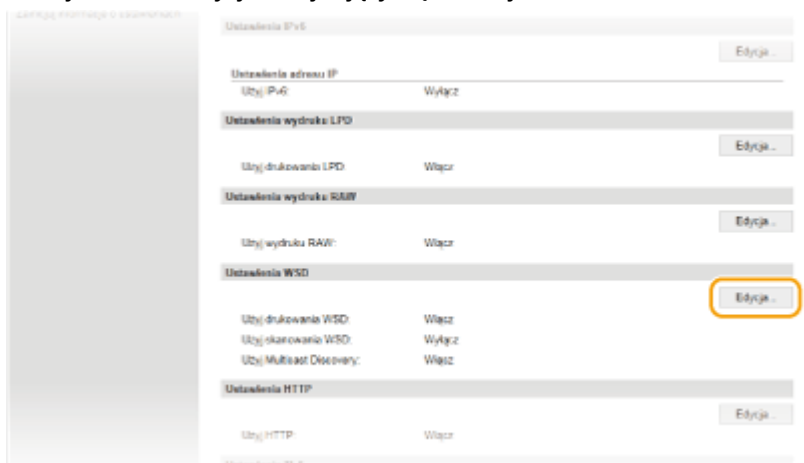 Ustawienia IPv6
Edycja...
Ustawienia adresu IP
Użyj IPv6: Wyłącz
Ustawienia wydruku LPD
Edycja...
Użyj drukowania LPD: Włącz
Ustawienia wydruku RAW
Edycja...
Użyj wydruku RAW: Włącz
Ustawienia WSD
Edycja...
Użyj drukowania WSD: Włącz
Użyj skanowania WSD: Wyłącz
Użyj Multicast Discovery: Włącz
Ustawienia HTTP
Edycja...
Użyj HTTP: Włącz